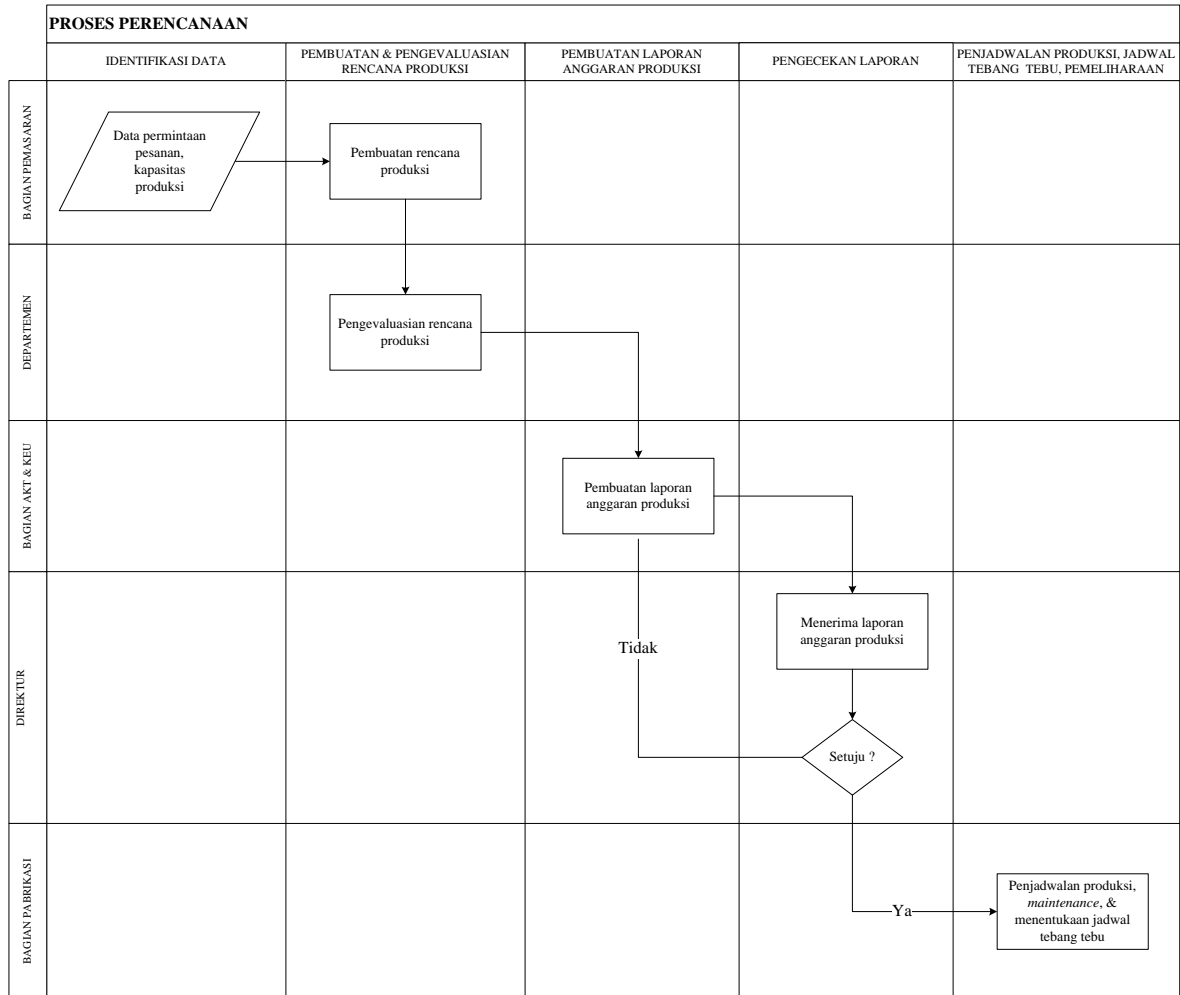 PROSES PERENCANAAN
IDENTIFIKASI DATA
PEMBUATAN & PENGEVALUASIAN
RENCANA PRODUKSI
PEMBUATAN LAPORAN
ANGGARAN PRODUKSI
PENGECEKAN LAPORAN
PENJADWALAN PRODUKSI, JADWAL
TEBANG TEBU, PEMELIHARAAN
BAGIAN PEMASARAN
Data permintaan
pesanan,
kapasitas
produksi
Pembuatan rencana
produksi
DEPARTEMEN
Pengevaluasian rencana
produksi
BAGIAN AKT & KEU
Pembuatan laporan
anggaran produksi
DIREKTUR
Menerima laporan
anggaran produksi
Tidak
Setuju ?
BAGIAN PABRIKASI
Ya
Penjadwalan produksi,
maintenance, &
menentukaan jadwal
tebang tebu